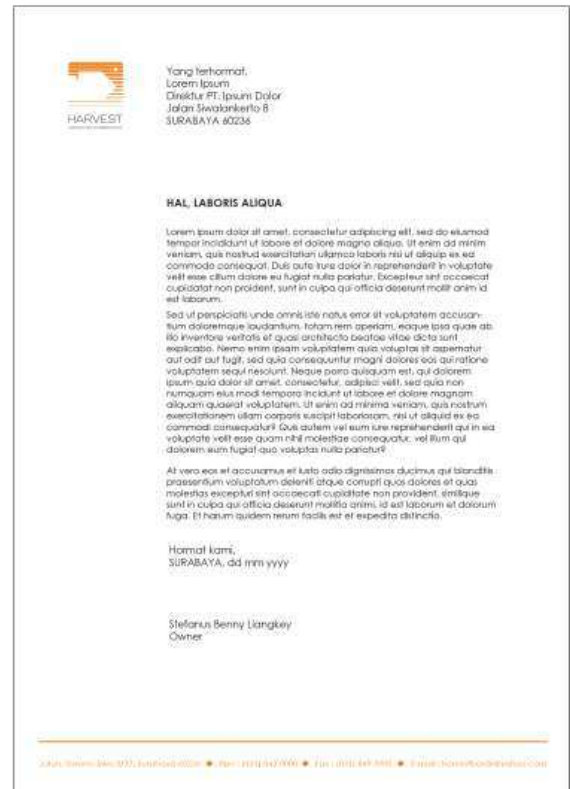 HARVEST
Yang terhormat,
Lorem Ipsum
Direktur PT. Ipsum Dolor
Jalan Siwalankerto 8
SURABAYA 60236
HAL, LABORIS ALIQUA
Lorem ipsum dolor sit amet, consectetur adipiscing elit, sed do eiusmod
tempor incididunt ut labore et dolore magna aliqua. Ut enim ad minim
veniam, quis nostrud exercitation ullamco laboris nisi ut aliquip ex ea
commodo consequat. Duis aute irure dolor in reprehenderit in voluptate
velit esse cillum dolore eu fugiat nulla pariatur. Excepteur sint occaecat
cupidatat non proident, sunt in culpa qui officia deserunt mollit anim id
est laborum.
Sed ut perspiciatis unde omnis iste natus error sit voluptatem accusan-
tium doloremque laudantium, totam rem aperiam, eaque ipsa quae ab
illo inventore veritatis et quasi architecto beatae vitae dicta sunt
explicabo. Nemo enim ipsam voluptatem quia voluptas sit aspernatur
aut odit aut fugit, sed quia consequuntur magni dolores eos qui ratione
voluptatem sequi nesciunt. Neque porro quisquam est, qui dolorem
ipsum quia dolor sit amet, consectetur, adipisci velit, sed quia non
numquam eius modi tempora incidunt ut labore et dolore magnam
aliquam quaerat voluptatem. Ut enim ad minima veniam, quis nostrum
exercitationem ullam corporis suscipit laboriosam, nisi ut aliquid ex ea
commodi consequatur? Quis autem vel eum iure reprehenderit qui in ea
voluptate velit esse quam nihil molestiae consequatur, vel illum qui
dolorem eum fugiat quo voluptas nulla pariatur?
At vero eos et accusamus et iusto odio dignissimos ducimus qui blanditiis
praesentium voluptatum deleniti atque corrupti quos dolores et quas
molestias excepturi sint occaecati cupiditate non provident, similique
sunt in culpa qui officia deserunt mollitia animi, id est laborum et dolorum
fuga. Et harum quidem rerum facilis est et expedita distinctio.
Hormat kami,
SURABAYA, dd mm yyyy
Stefanus Benny Liangkey
Owner